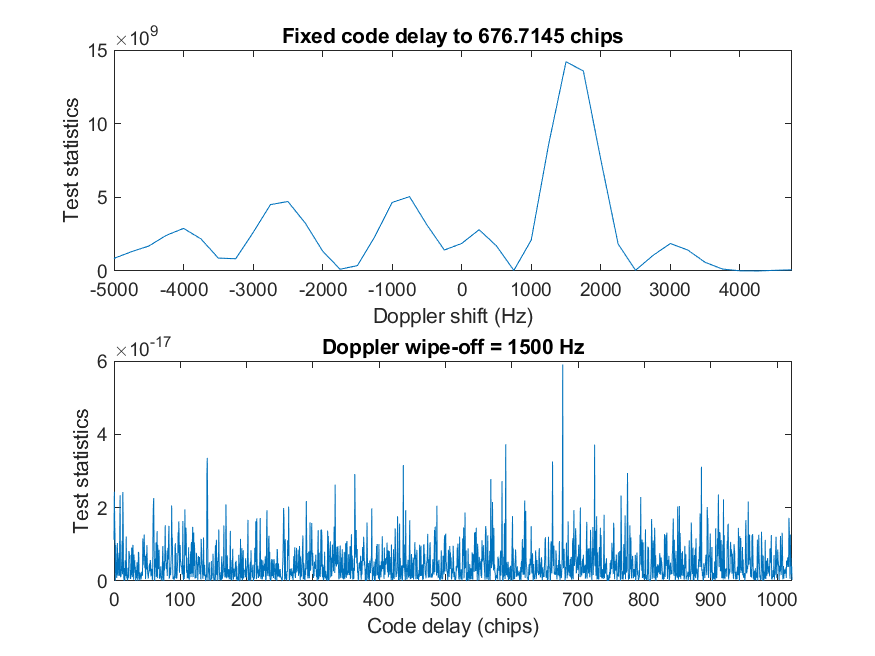 ×10^9
Fixed code delay to 676.7145 chips
15
10
5
0
Test statistics
-5000 -4000 -3000 -2000 -1000 0 1000 2000 3000 4000
Doppler shift (Hz)
×10^-17
Doppler wipe-off = 1500 Hz
6
4
2
0
Test statistics
0 100 200 300 400 500 600 700 800 900 1000
Code delay (chips)